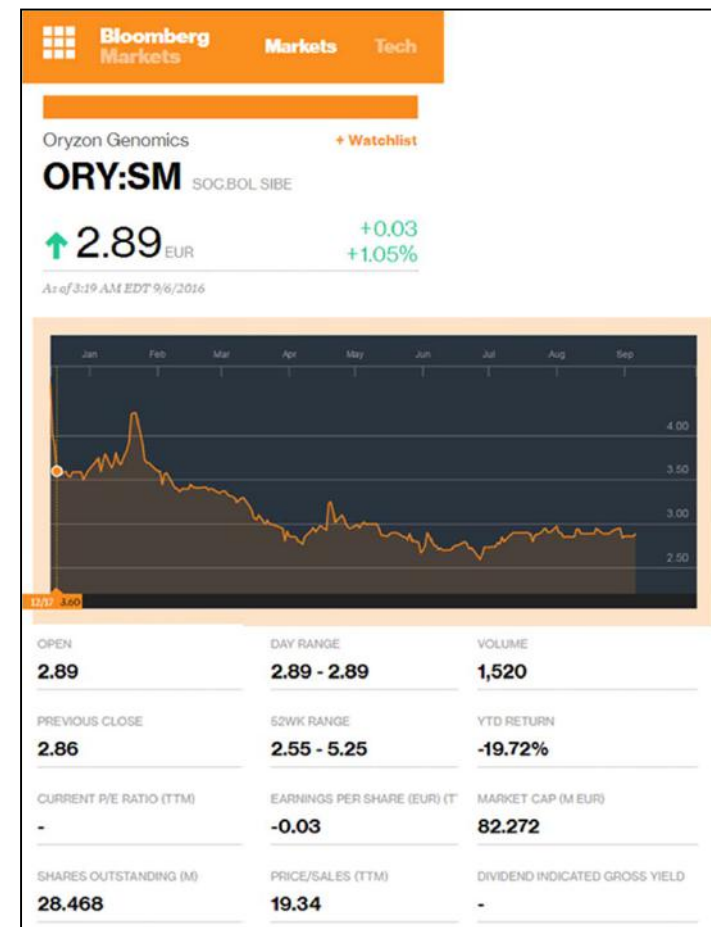 Bloomberg Markets Tech
Markets
Oryzon Genomics + Watchlist
ORY:SM SOC.BOL SIBE
2.89 EUR +0.03
+1.05%
As of 3:19 AM EDT 9/6/2016
Jan Feb Mar Apr May Jun Jul Aug Sep
4.00
3.50
3.00
2.50
12/17 3.60
OPEN DAY RANGE VOLUME
2.89 2.89 - 2.89 1,520
PREVIOUS CLOSE 52WK RANGE YTD RETURN
2.86 2.55 - 5.25 -19.72%
CURRENT P/E RATIO (TTM) EARNINGS PER SHARE (EUR) (T MARKET CAP (M EUR)
- -0.03 82.272
SHARES OUTSTANDING (M) PRICE/SALES (TTM) DIVIDEND INDICATED GROSS YIELD
28.468 19.34 -